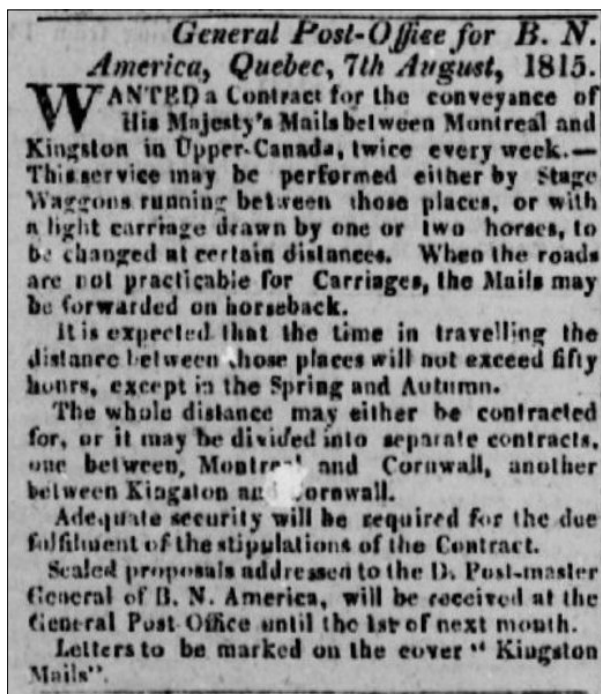 General Post-Office for B. N.
America, Quebec, 7th August, 1815.
WANTED a Contract for the conveyance of
His Majesty's Mails between Montreal and
Kingston in Upper-Canada, twice every week.—
This service may be performed either by Stage
Waggons running between those places, or with
a light carriage drawn by one or two horses, to
be changed at certain distances. When the roads
are not practicable for Carriages, the Mails may
be forwarded on horseback.
It is expected that the time in travelling the
distance between those places will not exceed fifty
hours, except in the Spring and Autumn.
The whole distance may either be contracted
for, or it may be divided into separate contracts,
one between, Montreal and Cornwall, another
between Kingston and Cornwall.
Adequate security will be required for the due
fulfilment of the stipulations of the Contract.
Sealed proposals addressed to the D. Post-master
General of B. N. America, will be received at the
General Post Office until the 1st of next month.
Letters to be marked on the cover "Kingston
Mails".